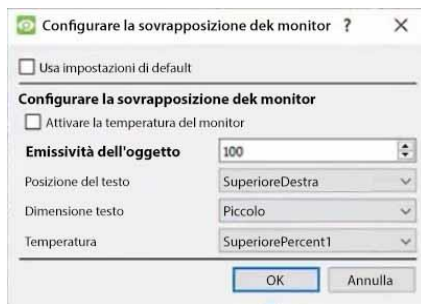 Configurare la sovrapposizione dek monitor ?
Usa impostazioni di default
Configurare la sovrapposizione dek monitor
Attivare la temperatura del monitor
Emissività dell'oggetto 100
Posizione del testo SuperioreDestra
Dimensione testo Piccolo
Temperatura SuperiorePercent1
OK Annulla